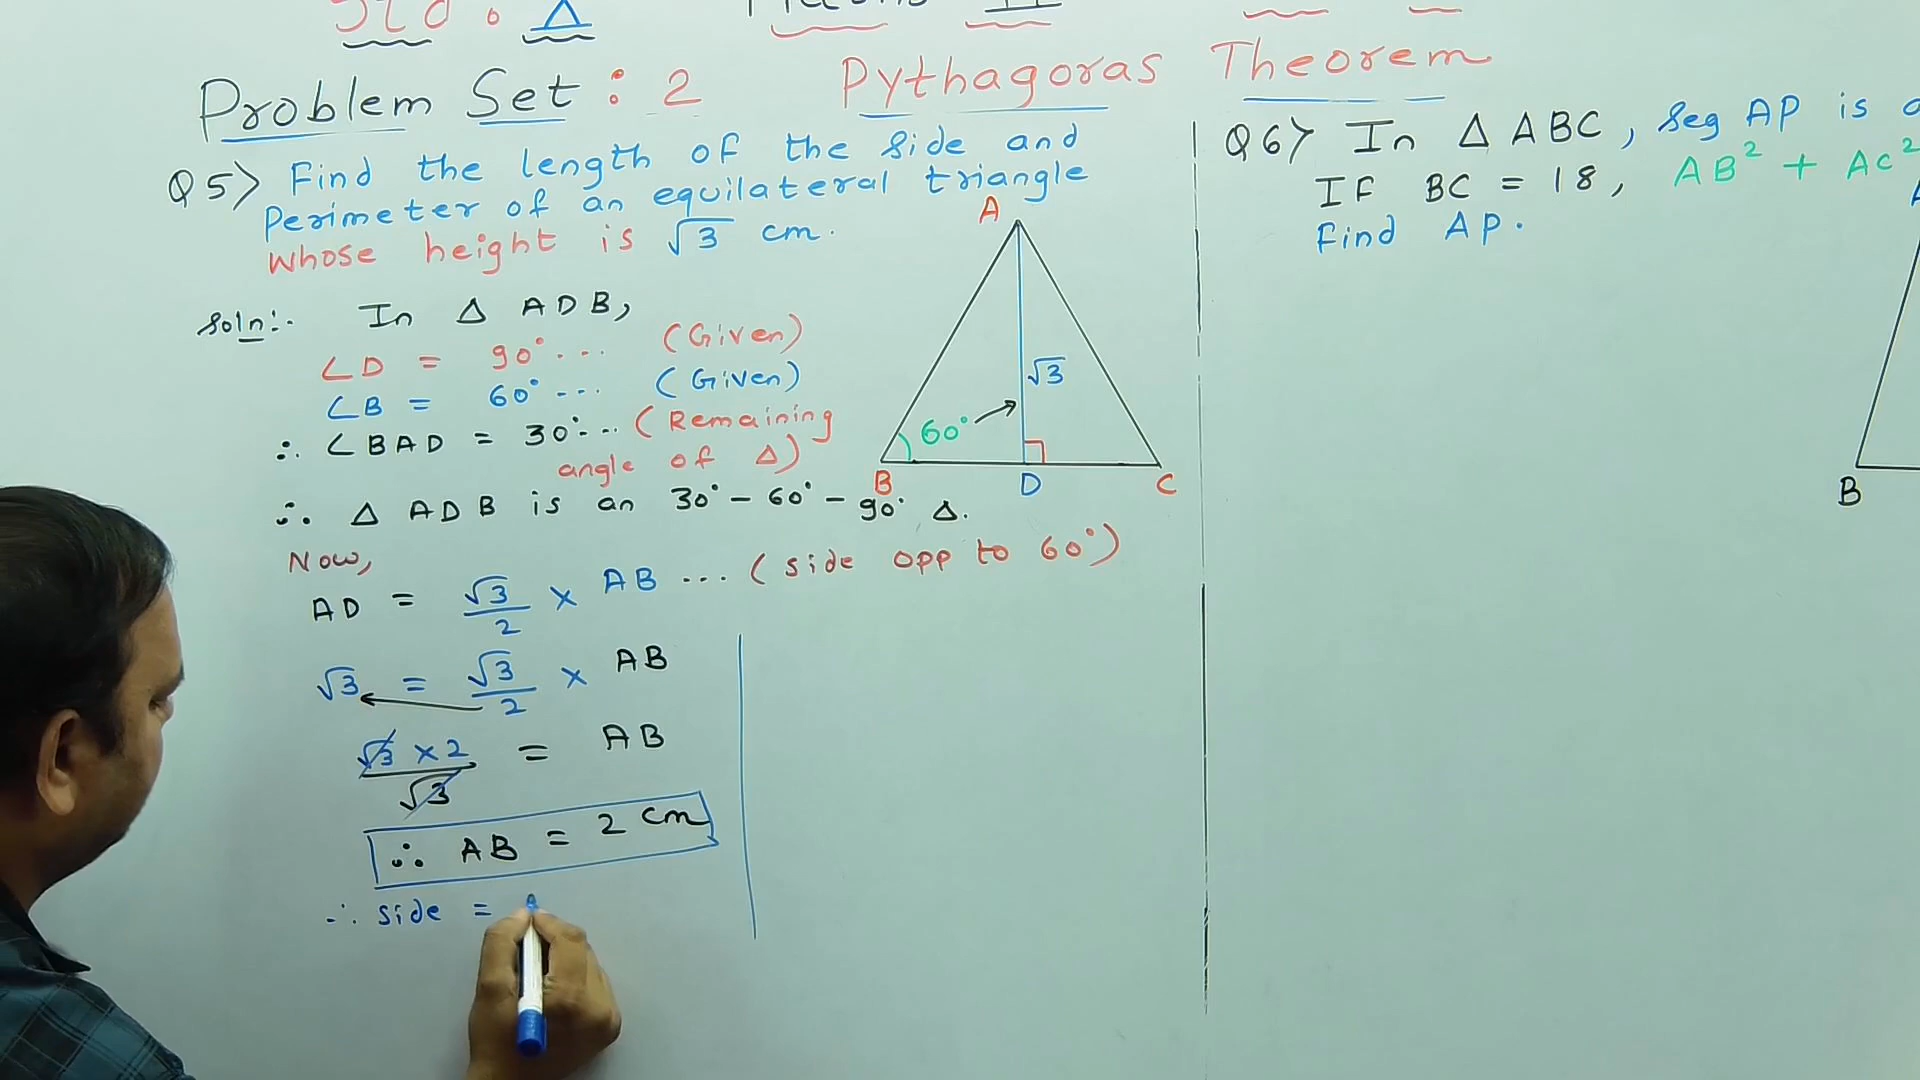 Std. Δ
Problem Set : 2 Pythagoras Theorem
Q5> Find the length of the side and
Perimeter of an equilateral triangle
whose height is √3 cm.
Soln:- In Δ ADB,
∠D = 90° ... (Given)
∠B = 60° ... (Given)
∴ ∠BAD = 30° ... (Remaining
angle of Δ)
∴ Δ ADB is an 30° - 60° - 90° Δ.
Now,
AD = √3/2 × AB ... (side opp to 60°)
√3 = √3/2 × AB
√3 × 2/√3 = AB
∴ AB = 2 cm
∴ side =
A
√3
60°
B D C
Q6> In Δ ABC, seg AP is
IF BC = 18, AB² + AC²
Find AP.
B